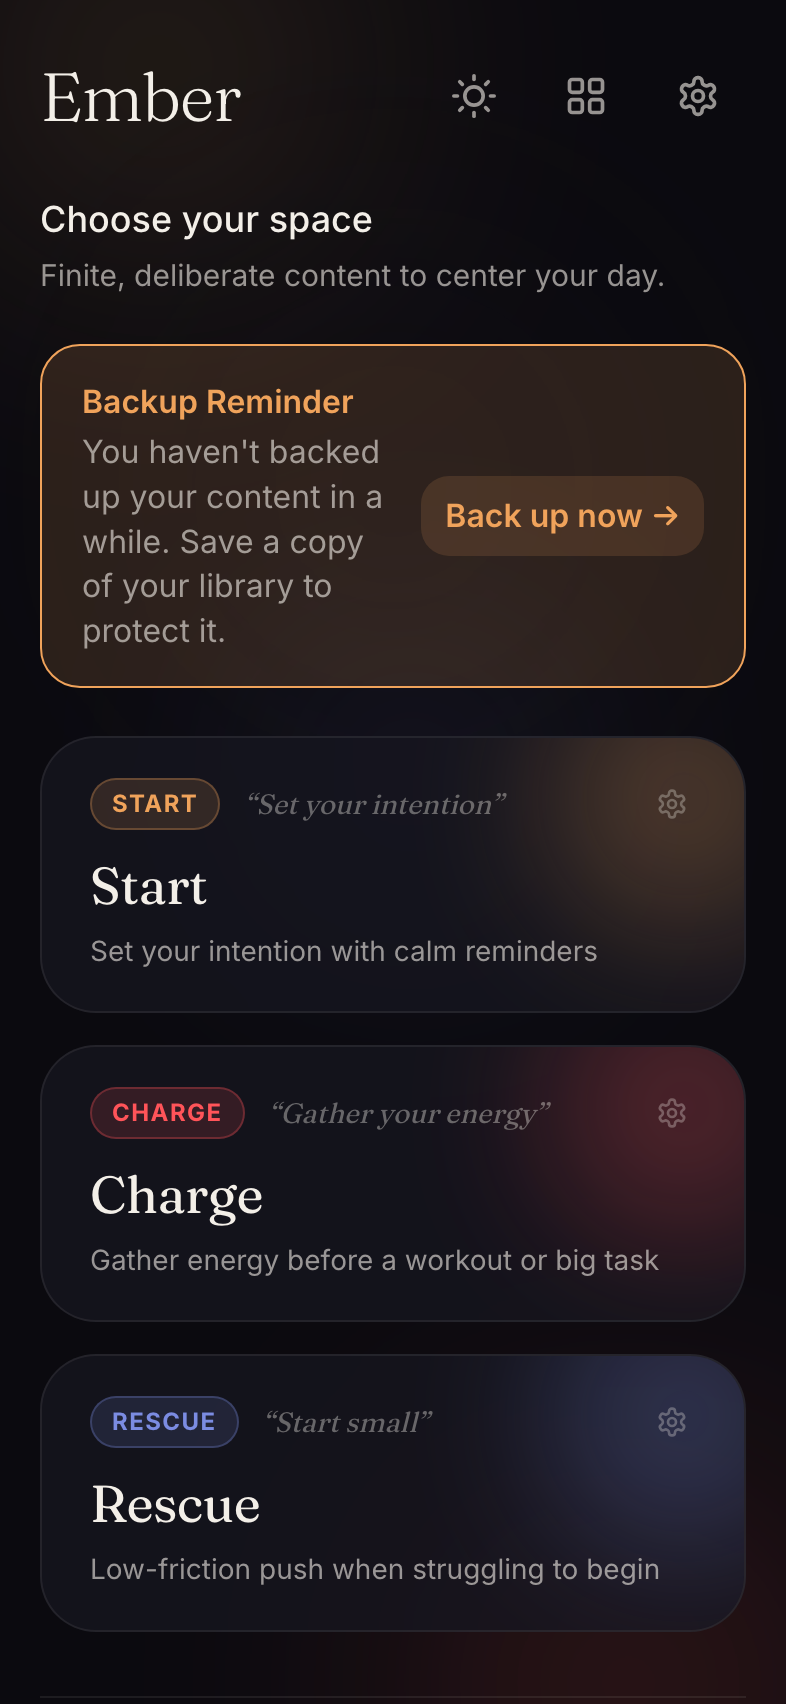 Ember
Choose your space
Finite, deliberate content to center your day.
Backup Reminder
You haven't backed
up your content in a
while. Save a copy
of your library to
protect it.
Back up now →
START “Set your intention”
Start
Set your intention with calm reminders
CHARGE “Gather your energy”
Charge
Gather energy before a workout or big task
RESCUE “Start small”
Rescue
Low-friction push when struggling to begin